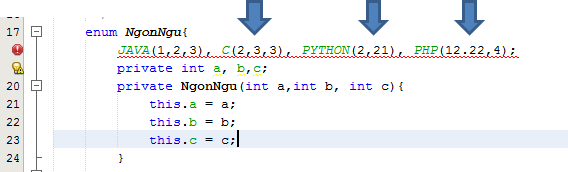 17 enum NgonNgu{
JAVA(1,2,3), C(2,3,3), PYTHON(2,21), PHP(12.22,4);
private int a, b,c;
20 private NgonNgu(int a,int b, int c){
21 this.a = a;
22 this.b = b;
23 this.c = c;
24 }